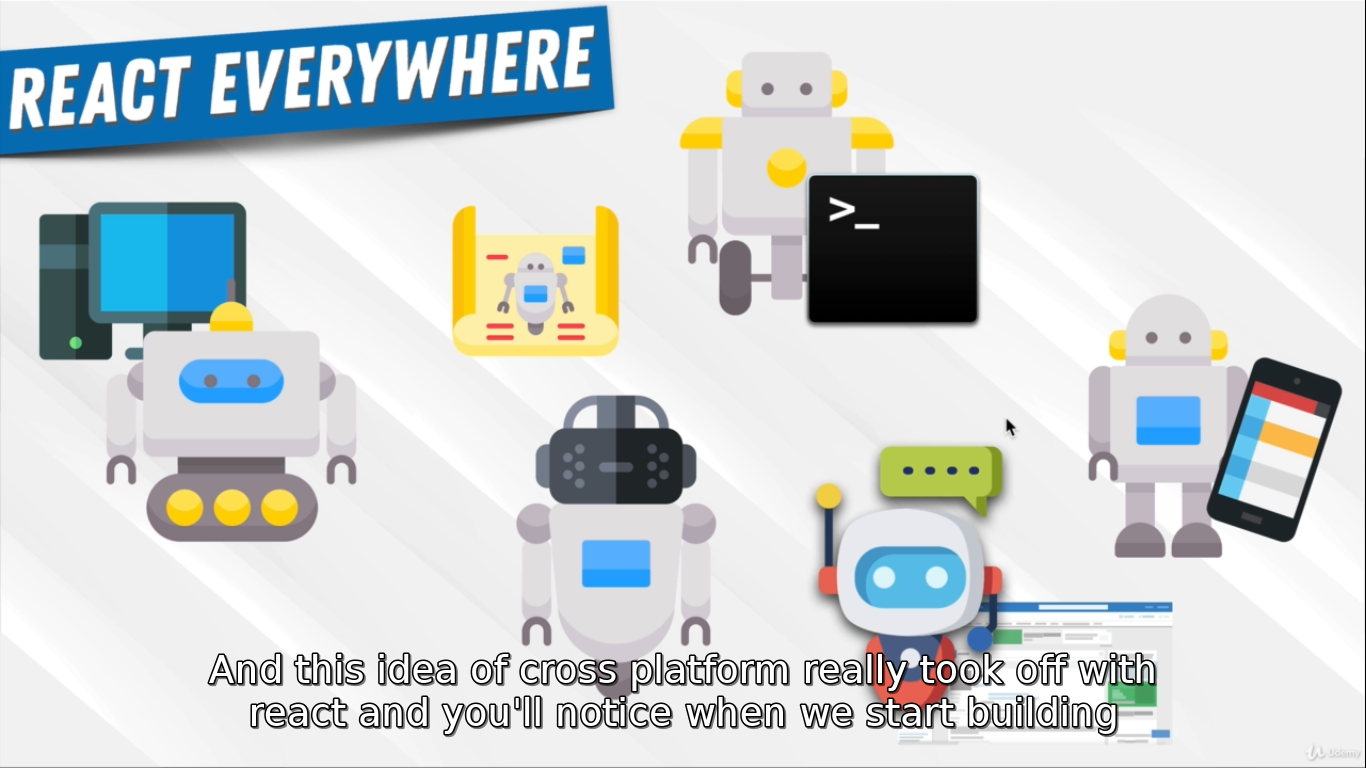 REACT EVERYWHERE
>_
And this idea of cross platform really took off with
react and you'll notice when we start building
Udemy